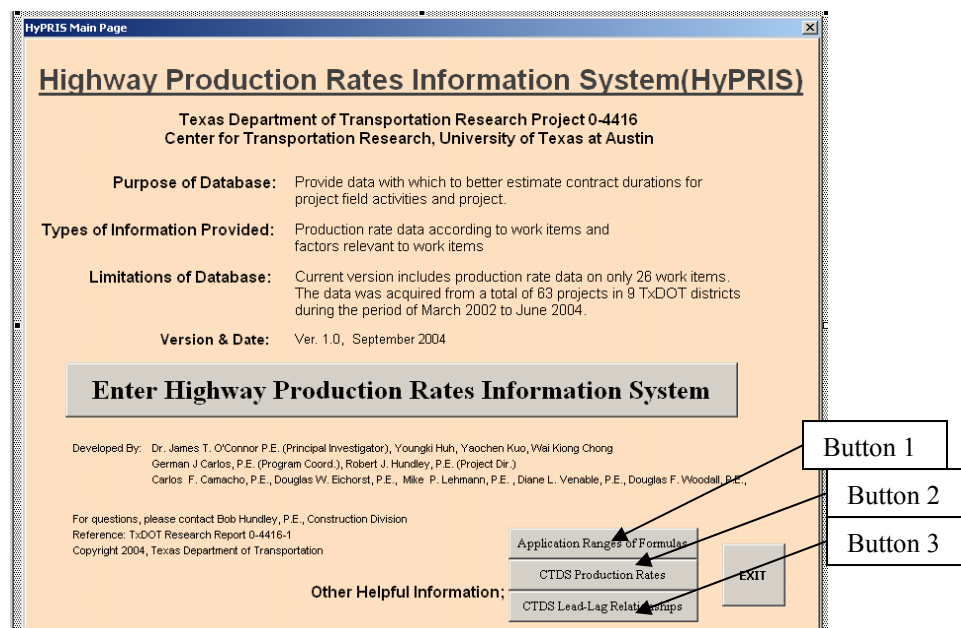 HyPRIS Main Page
Highway Production Rates Information System(HyPRIS)
Texas Department of Transportation Research Project 0-4416
Center for Transportation Research, University of Texas at Austin
Purpose of Database: Provide data with which to better estimate contract durations for
project field activities and project.
Types of Information Provided: Production rate data according to work items and
factors relevant to work items
Limitations of Database: Current version includes production rate data on only 26 work items.
The data was acquired from a total of 63 projects in 9 TxDOT districts
during the period of March 2002 to June 2004.
Version & Date: Ver. 1.0, September 2004
Enter Highway Production Rates Information System
Developed By: Dr. James T. O'Connor P.E. (Principal Investigator), Youngki Huh, Yaochen Kuo, Wai Kiong Chong
German J Carlos, P.E. (Program Coord.), Robert J. Hundley, P.E. (Project Dir.)
Carlos F. Camacho, P.E., Douglas W. Eichorst, P.E., Mike P. Lehmann, P.E. , Diane L. Venable, P.E., Douglas F. Woodall, P.E.,
For questions, please contact Bob Hundley, P.E., Construction Division
Reference: TxDOT Research Report 0-4416-1
Copyright 2004, Texas Department of Transportation
Other Helpful Information;
Application Ranges of Formulas
CTDS Production Rates
CTDS Lead-Lag Relationships
EXIT
Button 1
Button 2
Button 3